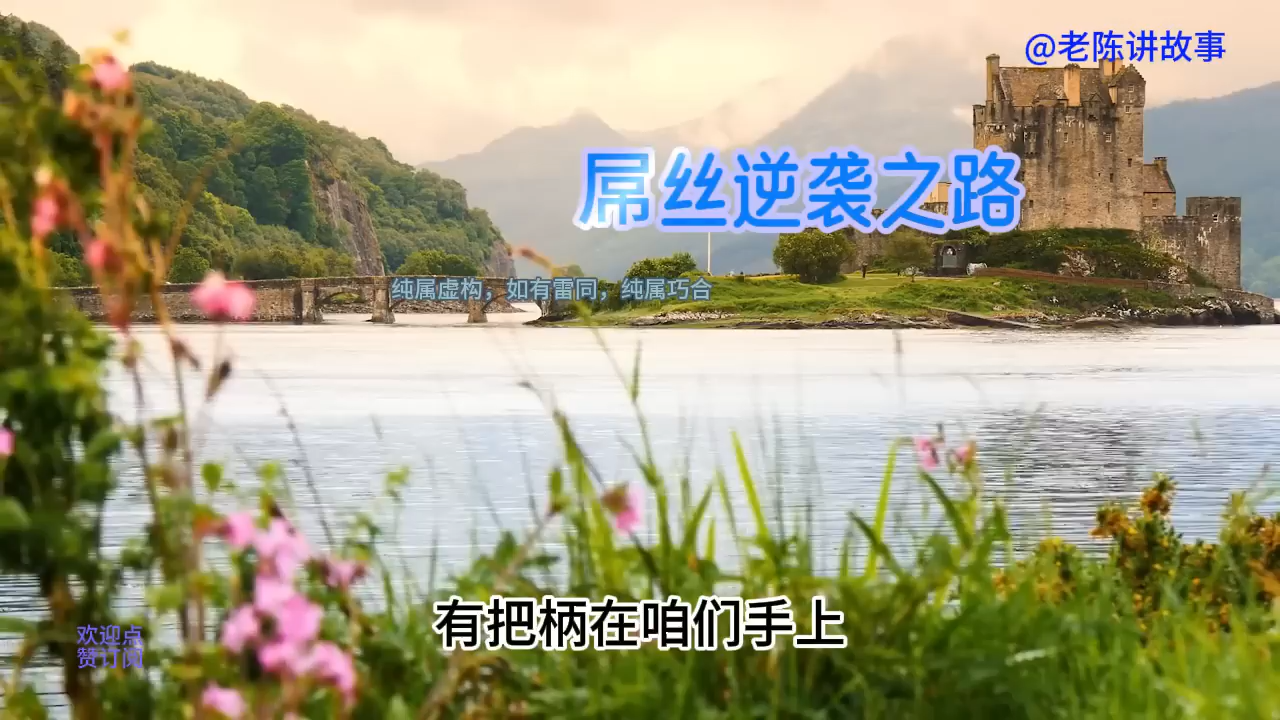 @老陈讲故事
屌丝逆袭之路
纯属虚构，如有雷同，纯属巧合
有把柄在咱们手上
欢迎点
赞订阅